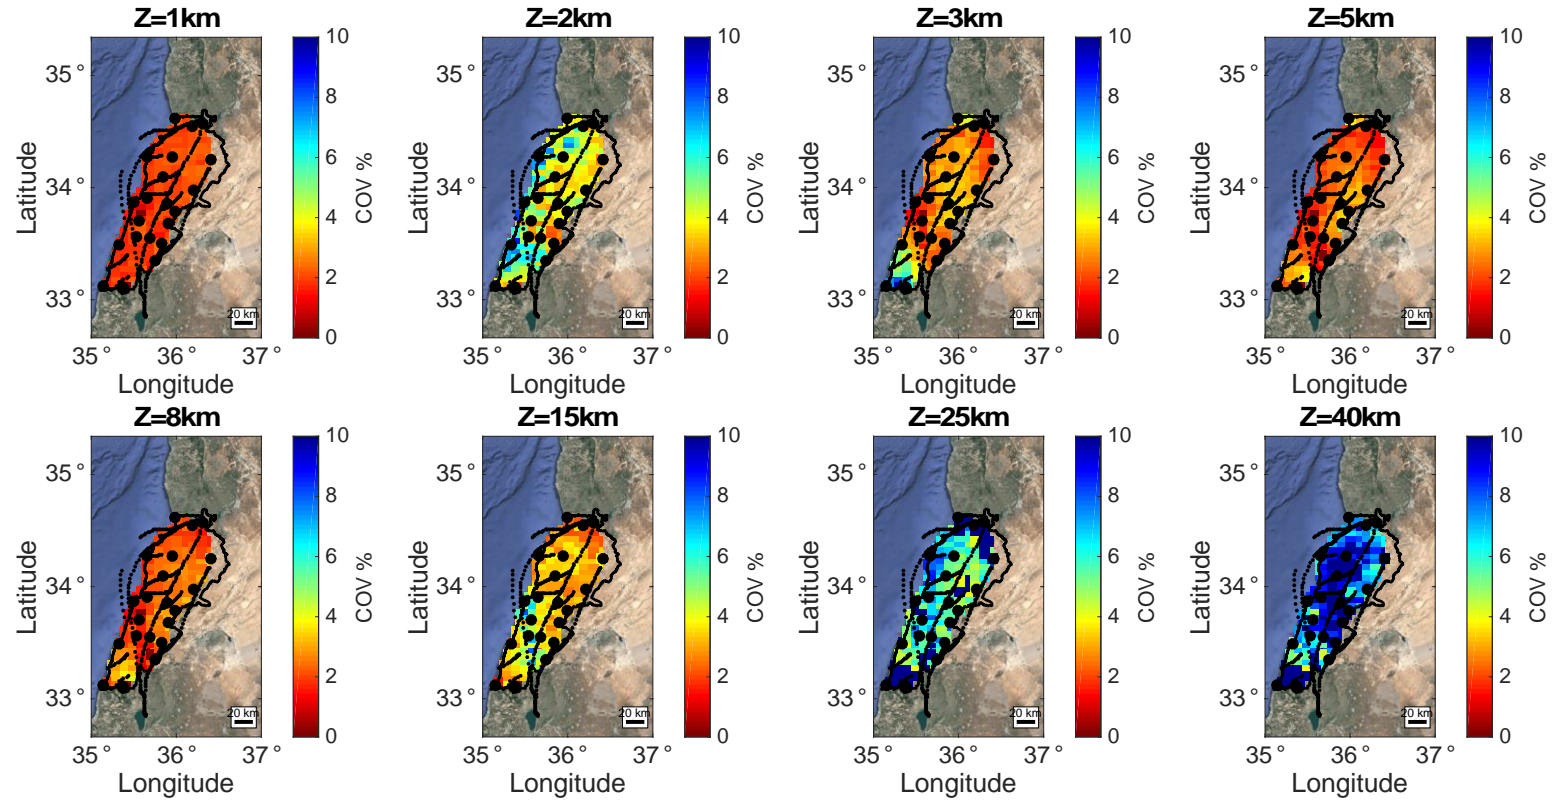 Z=1km
Z=2km
Z=3km
Z=5km
10
8
6
4
2
0
COV %
10
8
6
4
2
0
COV %
10
8
6
4
2
0
COV %
10
8
6
4
2
0
COV %
35°
34°
33°
Latitude
35°
34°
33°
Latitude
35°
34°
33°
Latitude
35°
34°
33°
Latitude
20 km
20 km
20 km
20 km
35° 36° 37°
35° 36° 37°
35° 36° 37°
35° 36° 37°
Longitude
Longitude
Longitude
Longitude
Z=8km
Z=15km
Z=25km
Z=40km
10
8
6
4
2
0
COV %
10
8
6
4
2
0
COV %
10
8
6
4
2
0
COV %
10
8
6
4
2
0
COV %
35°
34°
33°
Latitude
35°
34°
33°
Latitude
35°
34°
33°
Latitude
35°
34°
33°
Latitude
20 km
20 km
20 km
20 km
35° 36° 37°
35° 36° 37°
35° 36° 37°
35° 36° 37°
Longitude
Longitude
Longitude
Longitude